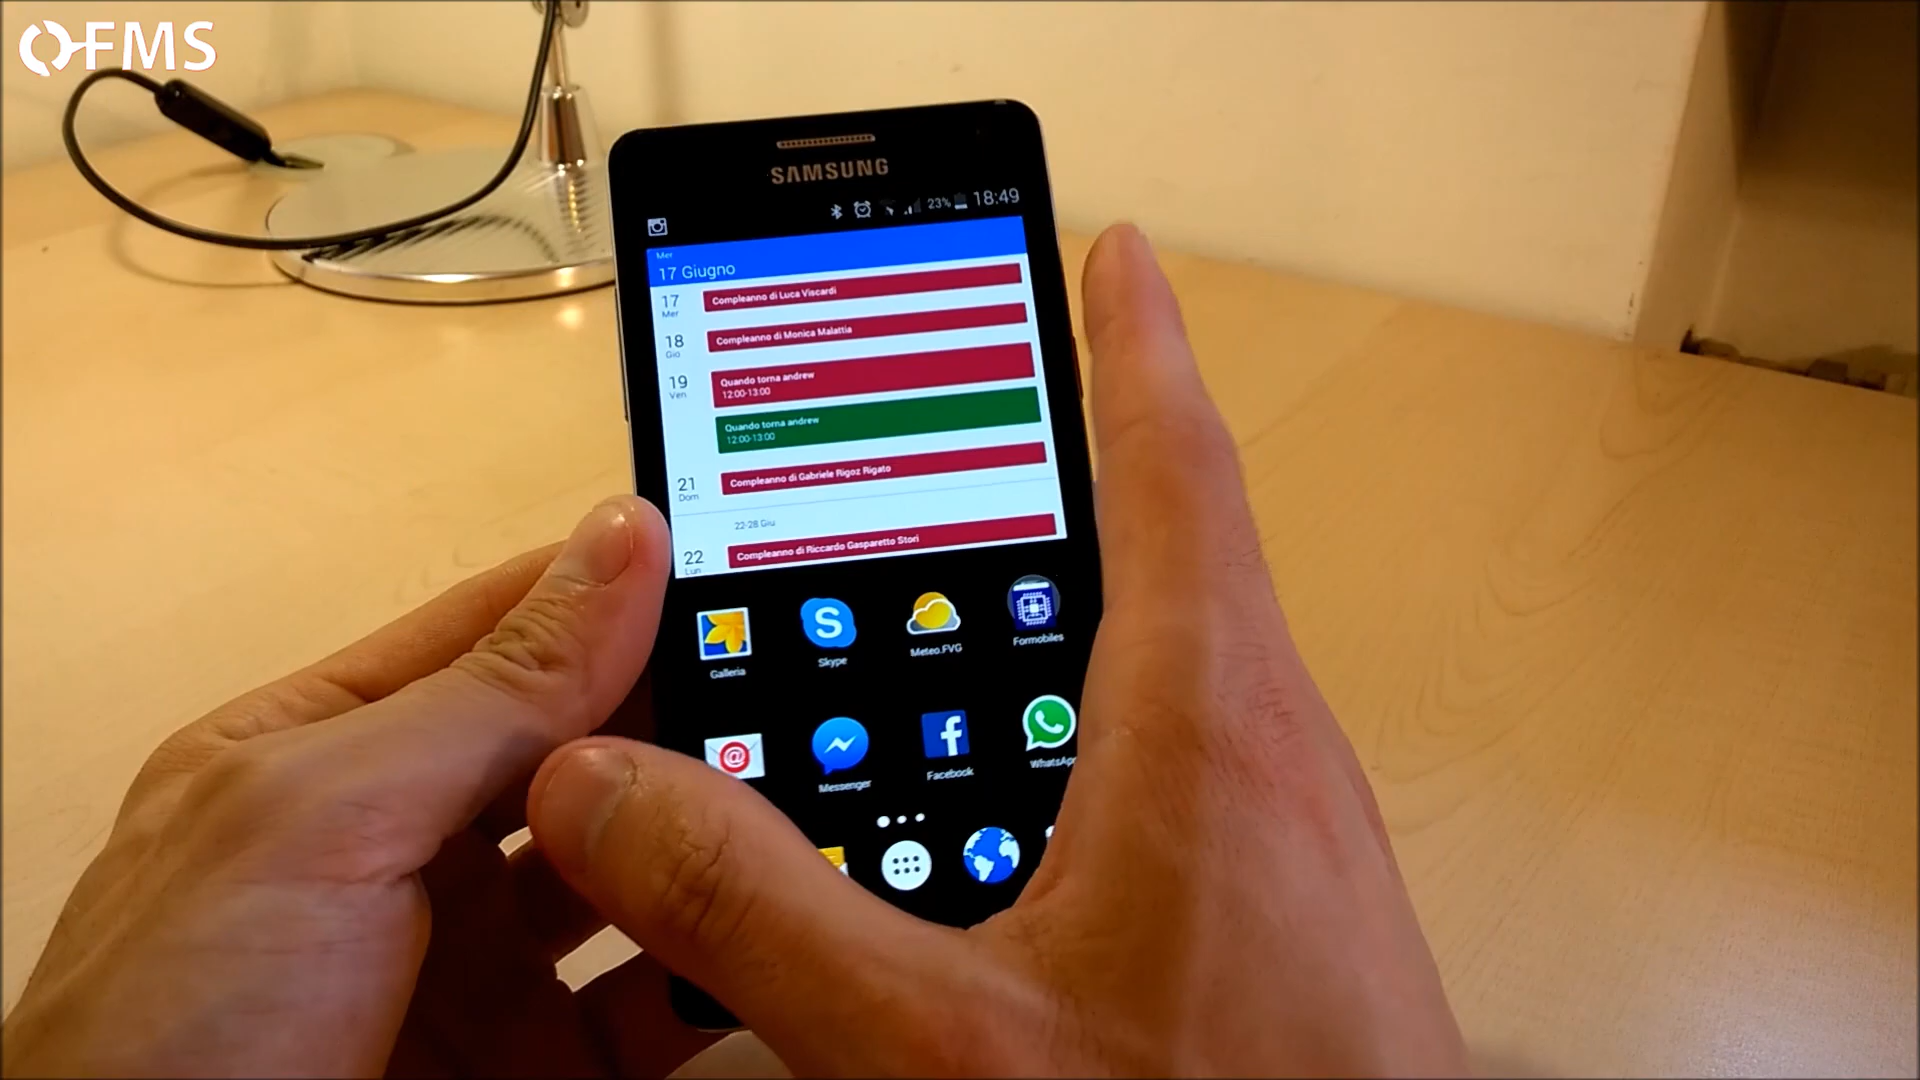 FMS
SAMSUNG
23% 18:49
Mer
17 Giugno
17 Compleanno di Luca Viscardi
Mer
18 Compleanno di Monica Malattia
Gio
19 Quando torna andrew
Ven 12:00-13:00
Quando torna andrew
12:00-13:00
21 Compleanno di Gabriele Rigoz Rigato
Dom
22-28 Giu
22 Compleanno di Riccardo Gasparetto Stori
Lun
Galleria Skype Meteo.FVG Formobiles
Messenger Facebook WhatsApp